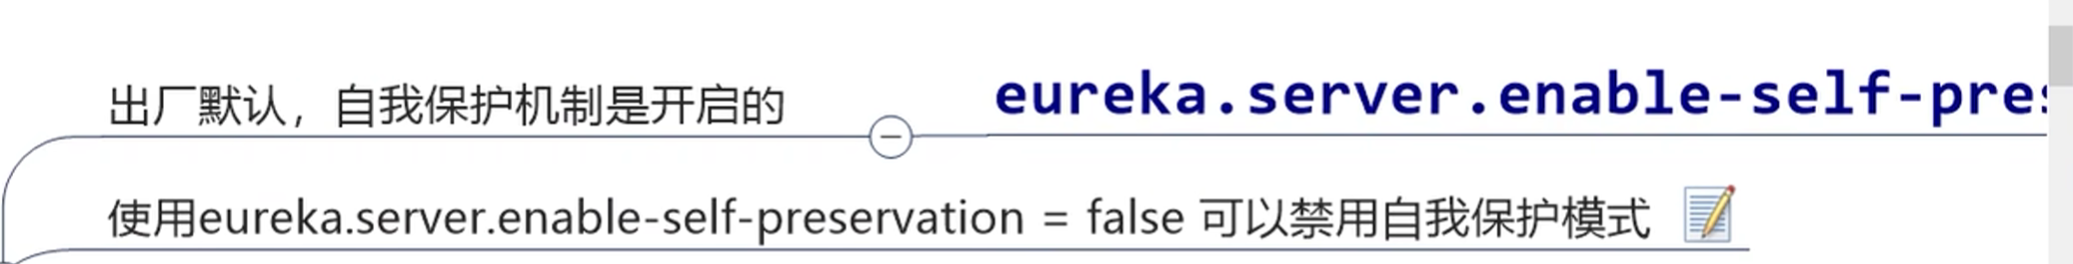 出厂默认，自我保护机制是开启的 eureka.server.enable-self-pres
使用eureka.server.enable-self-preservation = false 可以禁用自我保护模式